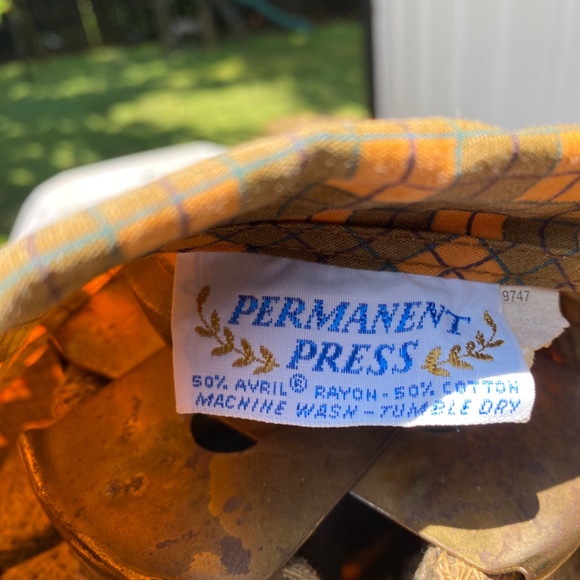 PERMANENT
PRESS
50% AVRIL® RAYON - 50% COTTON
MACHINE WASH - TUMBLE DRY
9747